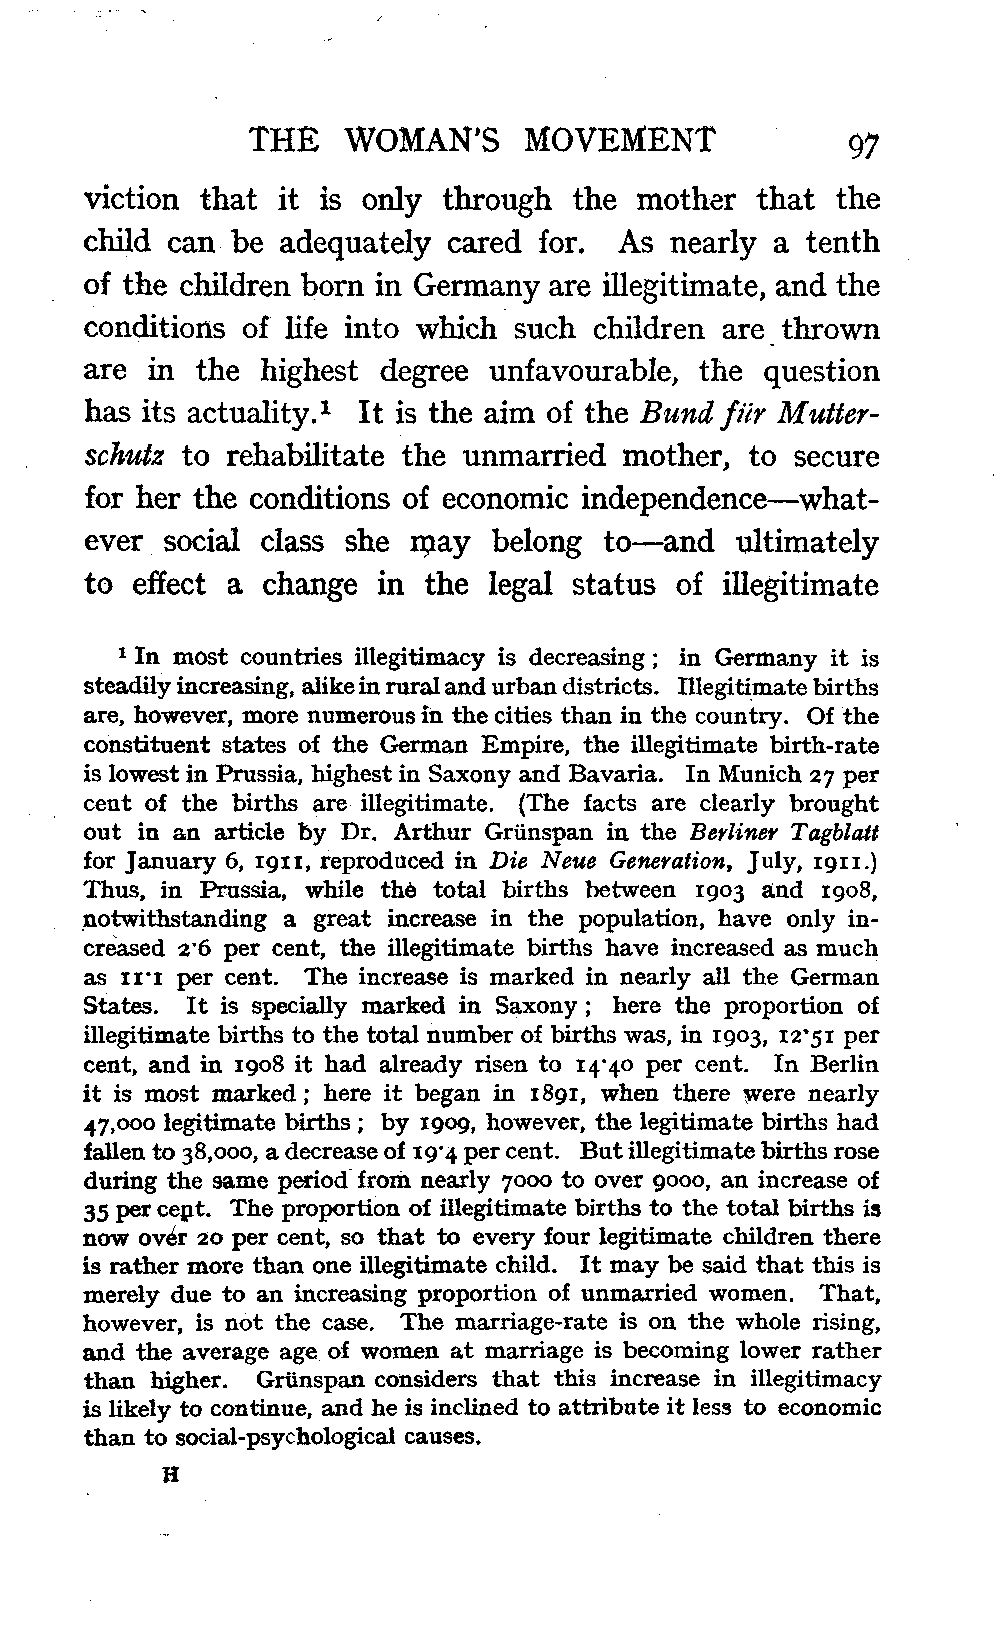 THE WOMAN'S MOVEMENT 97
viction that it is only through the mother that the
child can be adequately cared for. As nearly a tenth
of the children born in Germany are illegitimate, and the
conditions of life into which such children are thrown
are in the highest degree unfavourable, the question
has its actuality.¹ It is the aim of the Bund für Mutter-
schutz to rehabilitate the unmarried mother, to secure
for her the conditions of economic independence—what-
ever social class she may belong to—and ultimately
to effect a change in the legal status of illegitimate
¹ In most countries illegitimacy is decreasing; in Germany it is
steadily increasing, alike in rural and urban districts. Illegitimate births
are, however, more numerous in the cities than in the country. Of the
constituent states of the German Empire, the illegitimate birth-rate
is lowest in Prussia, highest in Saxony and Bavaria. In Munich 27 per
cent of the births are illegitimate. (The facts are clearly brought
out in an article by Dr. Arthur Grünspan in the Berliner Tagblatt
for January 6, 1911, reproduced in Die Neue Generation, July, 1911.)
Thus, in Prussia, while the total births between 1903 and 1908,
notwithstanding a great increase in the population, have only in-
creased 2·6 per cent, the illegitimate births have increased as much
as 11·1 per cent. The increase is marked in nearly all the German
States. It is specially marked in Saxony; here the proportion of
illegitimate births to the total number of births was, in 1903, 12·51 per
cent, and in 1908 it had already risen to 14·40 per cent. In Berlin
it is most marked; here it began in 1891, when there were nearly
47,000 legitimate births; by 1909, however, the legitimate births had
fallen to 38,000, a decrease of 19·4 per cent. But illegitimate births rose
during the same period from nearly 7000 to over 9000, an increase of
35 per cent. The proportion of illegitimate births to the total births is
now over 20 per cent, so that to every four legitimate children there
is rather more than one illegitimate child. It may be said that this is
merely due to an increasing proportion of unmarried women. That,
however, is not the case. The marriage-rate is on the whole rising,
and the average age of women at marriage is becoming lower rather
than higher. Grünspan considers that this increase in illegitimacy
is likely to continue, and he is inclined to attribute it less to economic
than to social-psychological causes.
H